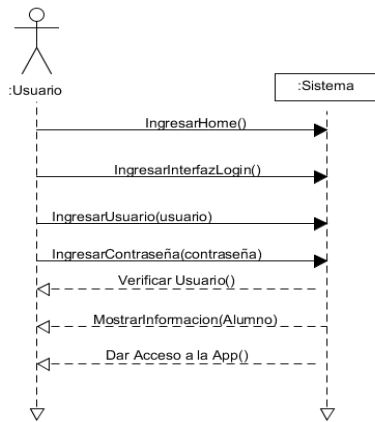 :Usuario
:Sistema
IngresarHome()
IngresarInterfazLogin()
IngresarUsuario(usuario)
IngresarContraseña(contraseña)
Verificar Usuario()
MostrarInformacion(Alumno)
Dar Acceso a la App()